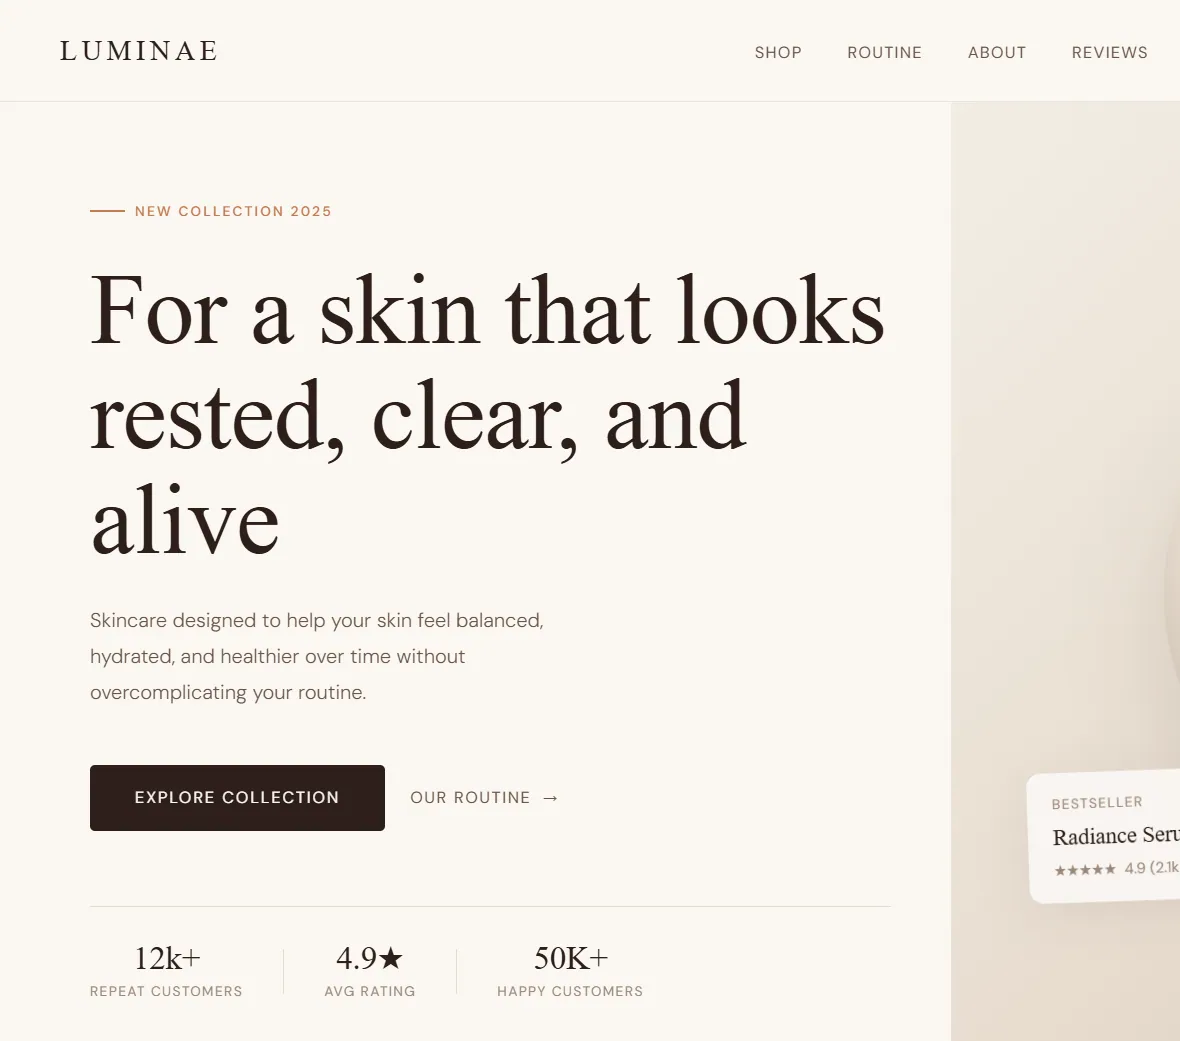 LUMINAE
SHOP ROUTINE ABOUT REVIEWS
NEW COLLECTION 2025
For a skin that looks
rested, clear, and
alive
Skincare designed to help your skin feel balanced,
hydrated, and healthier over time without
overcomplicating your routine.
EXPLORE COLLECTION OUR ROUTINE →
12k+ 4.9★ 50K+
REPEAT CUSTOMERS AVG RATING HAPPY CUSTOMERS
BESTSELLER
Radiance
★★★★★ 4.9 (2.1k